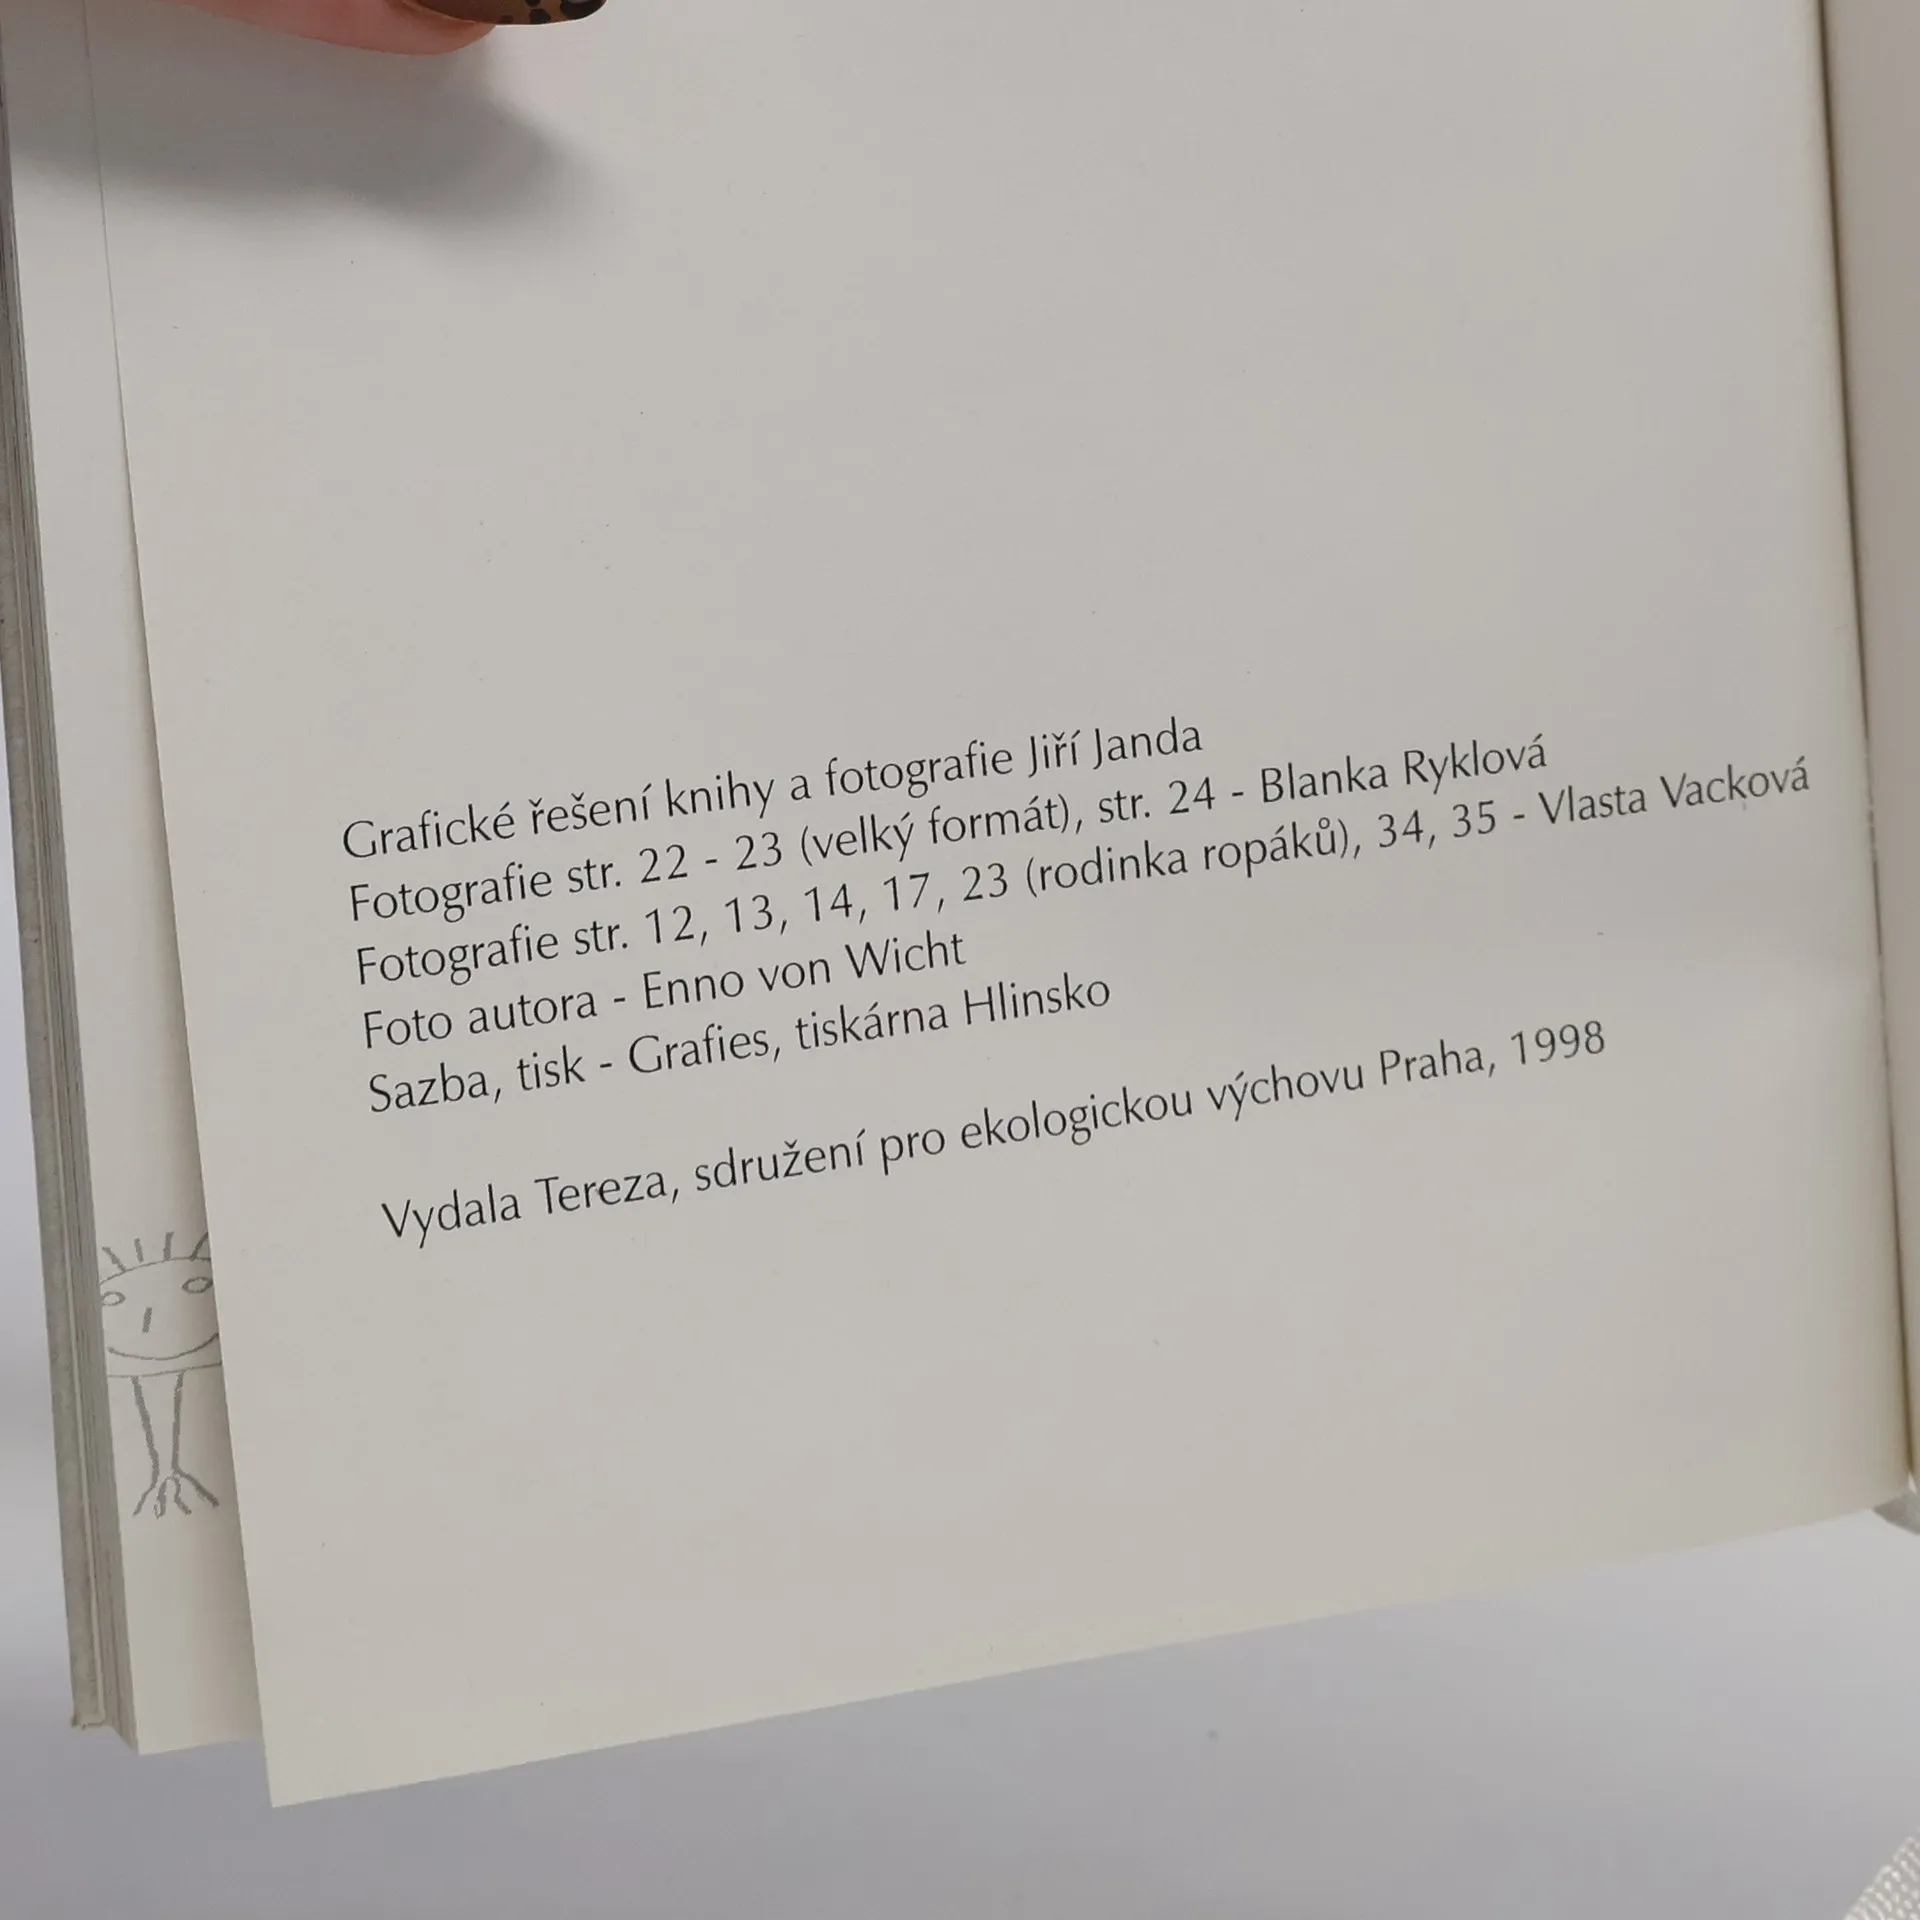 Grafické řešení knihy a fotografie Jiří Janda
Fotografie str. 22 - 23 (velký formát), str. 24 - Blanka Ryklová
Fotografie str. 12, 13, 14, 17, 23 (rodinka ropáků), 34, 35 - Vlasta Vacková
Foto autora - Enno von Wicht
Sazba, tisk - Grafies, tiskárna Hlinsko
Vydala Tereza, sdružení pro ekologickou výchovu Praha, 1998